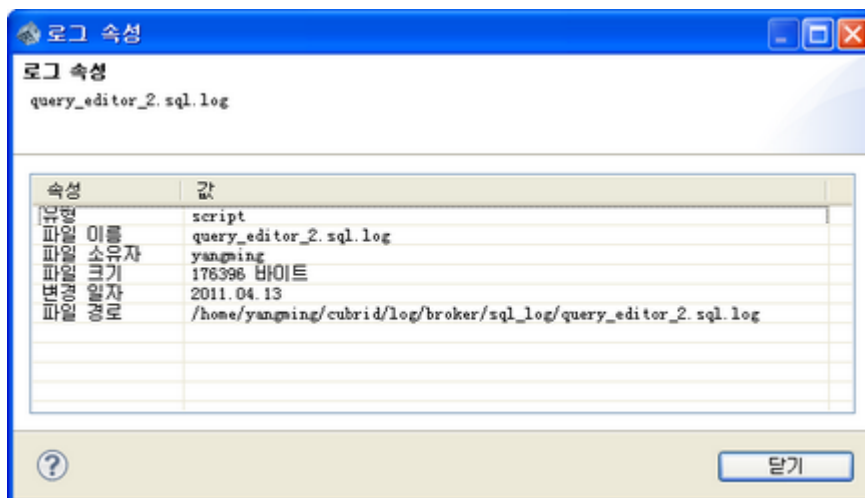 로그 속성
로그 속성
query_editor_2.sql.log
속성 값
유형 script
파일 이름 query_editor_2.sql.log
파일 소유자 yangming
파일 크기 176396 바이트
변경 일자 2011.04.13
파일 경로 /home/yangming/cubrid/log/broker/sql_log/query_editor_2.sql.log
닫기